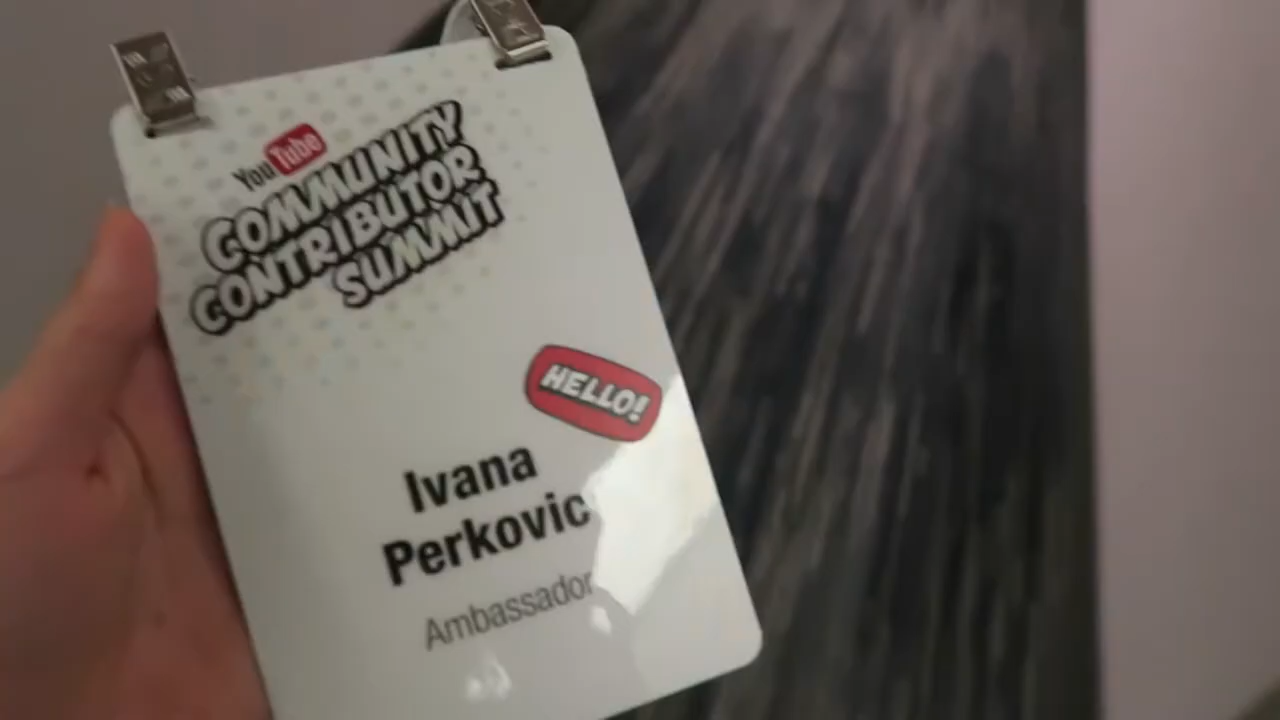 YouTube
COMMUNITY
CONTRIBUTOR
SUMMIT
HELLO!
Ivana
Perkovic
Ambassador